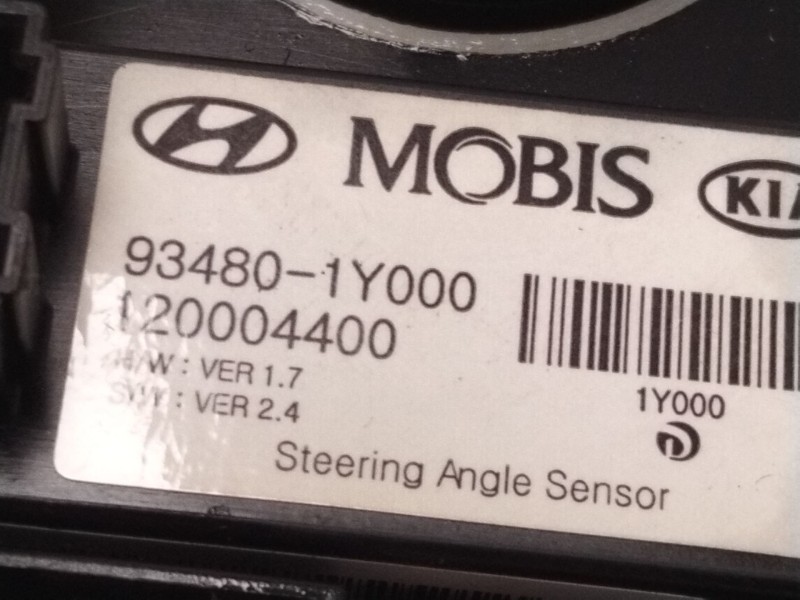 MOBIS KIA
93480-1Y000
120004400
H/W : VER 1.7
S/W : VER 2.4
1Y000
Steering Angle Sensor